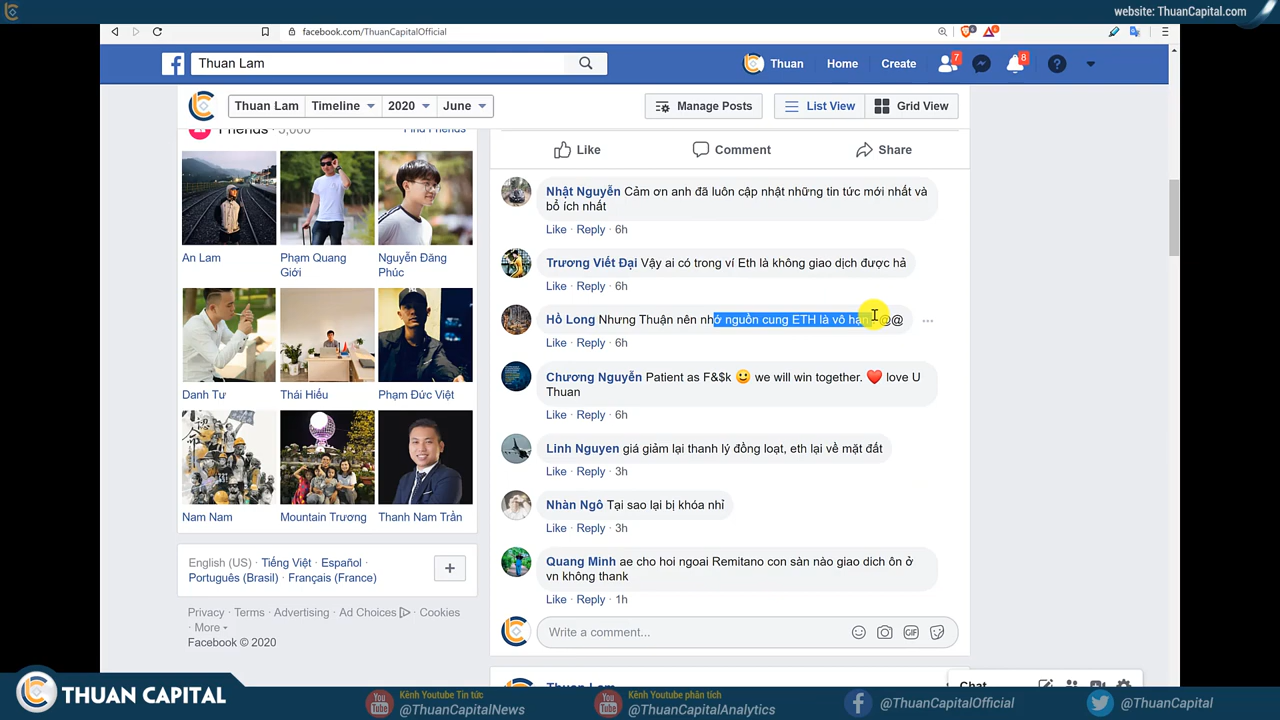 website: ThuanCapital.com
facebook.com/ThuanCapitalOfficial
Thuan Lam
Thuan
Home
Create
7
8
Thuan Lam
Timeline
2020
June
Manage Posts
List View
Grid View
Friends · 5,000
Find Friends
An Lam
Phạm Quang
Giới
Nguyễn Đăng
Phúc
Danh Tư
Thái Hiếu
Phạm Đức Việt
Nam Nam
Mountain Trương
Thanh Nam Trần
English (US) · Tiếng Việt · Español ·
Português (Brasil) · Français (France)
Privacy · Terms · Advertising · Ad Choices · Cookies
· More
Facebook © 2020
Like
Comment
Share
Nhật Nguyễn Cảm ơn anh đã luôn cập nhật những tin tức mới nhất và
bổ ích nhất
Like · Reply · 6h
Trương Viết Đại Vậy ai có trong ví Eth là không giao dịch được hả
Like · Reply · 6h
Hồ Long Nhưng Thuận nên nhớ nguồn cung ETH là vô hạn @@
Like · Reply · 6h
Chương Nguyễn Patient as F&$k 🙂 we will win together. ❤️ love U
Thuan
Like · Reply · 6h
Linh Nguyen giá giảm lại thanh lý đồng loạt, eth lại về mặt đất
Like · Reply · 3h
Nhàn Ngô Tại sao lại bị khóa nhỉ
Like · Reply · 3h
Quang Minh ae cho hoi ngoai Remitano con sàn nào giao dich ôn ở
vn không thank
Like · Reply · 1h
Write a comment...
GIF
Thuan Lam
Chat
THUAN CAPITAL
Kênh Youtube Tin tức
@ThuanCapitalNews
Kênh Youtube phân tích
@ThuanCapitalAnalytics
@ThuanCapitalOfficial
@ThuanCapital